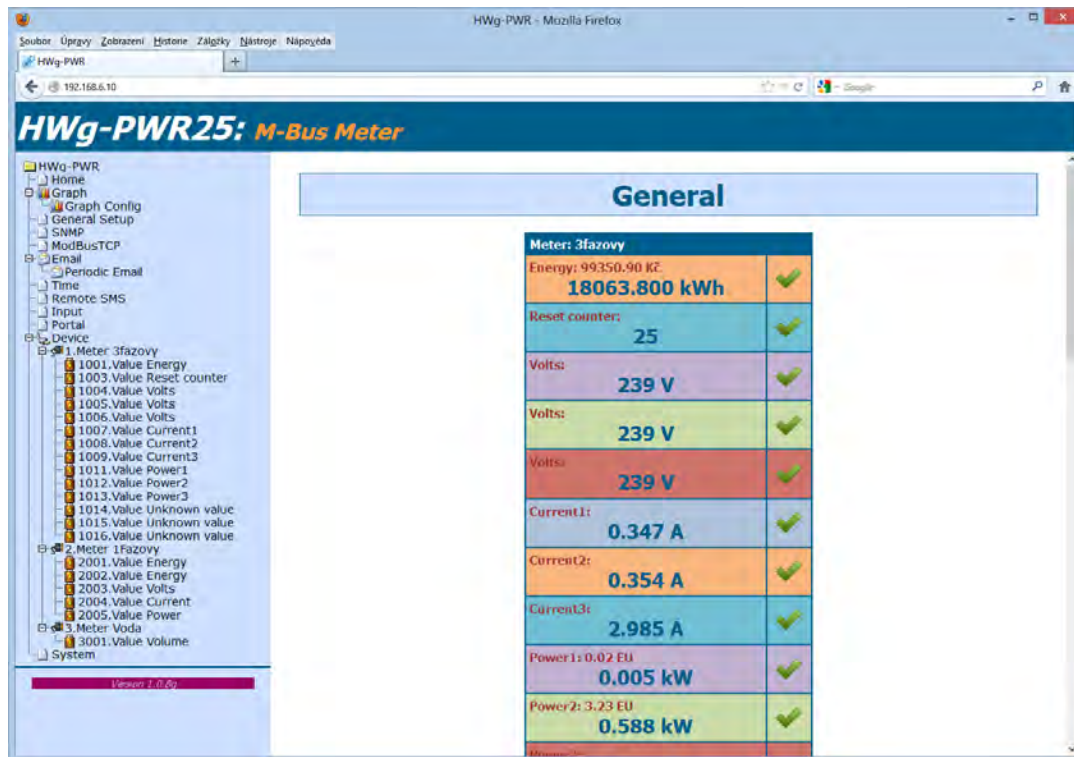 HWg-PWR - Mozilla Firefox
Soubor Úpravy Zobrazení Historie Záložky Nástroje Nápověda
HWg-PWR
192.168.6.10
Google
HWg-PWR25: M-Bus Meter
HWg-PWR
Home
Graph
Graph Config
General Setup
SNMP
ModBusTCP
Email
Periodic Email
Time
Remote SMS
Input
Portal
Device
1.Meter 3fazovy
1001.Value Energy
1003.Value Reset counter
1004.Value Volts
1005.Value Volts
1006.Value Volts
1007.Value Current1
1008.Value Current2
1009.Value Current3
1011.Value Power1
1012.Value Power2
1013.Value Power3
1014.Value Unknown value
1015.Value Unknown value
1016.Value Unknown value
2.Meter 1Fazovy
2001.Value Energy
2002.Value Energy
2003.Value Volts
2004.Value Current
2005.Value Power
3.Meter Voda
3001.Value Volume
System
Version 1.0.8g
General
Meter: 3fazovy
Energy: 99350.90 Kč
18063.800 kWh
Reset counter:
25
Volts:
239 V
Volts:
239 V
Volts:
239 V
Current1:
0.347 A
Current2:
0.354 A
Current3:
2.985 A
Power1: 0.02 EU
0.005 kW
Power2: 3.23 EU
0.588 kW